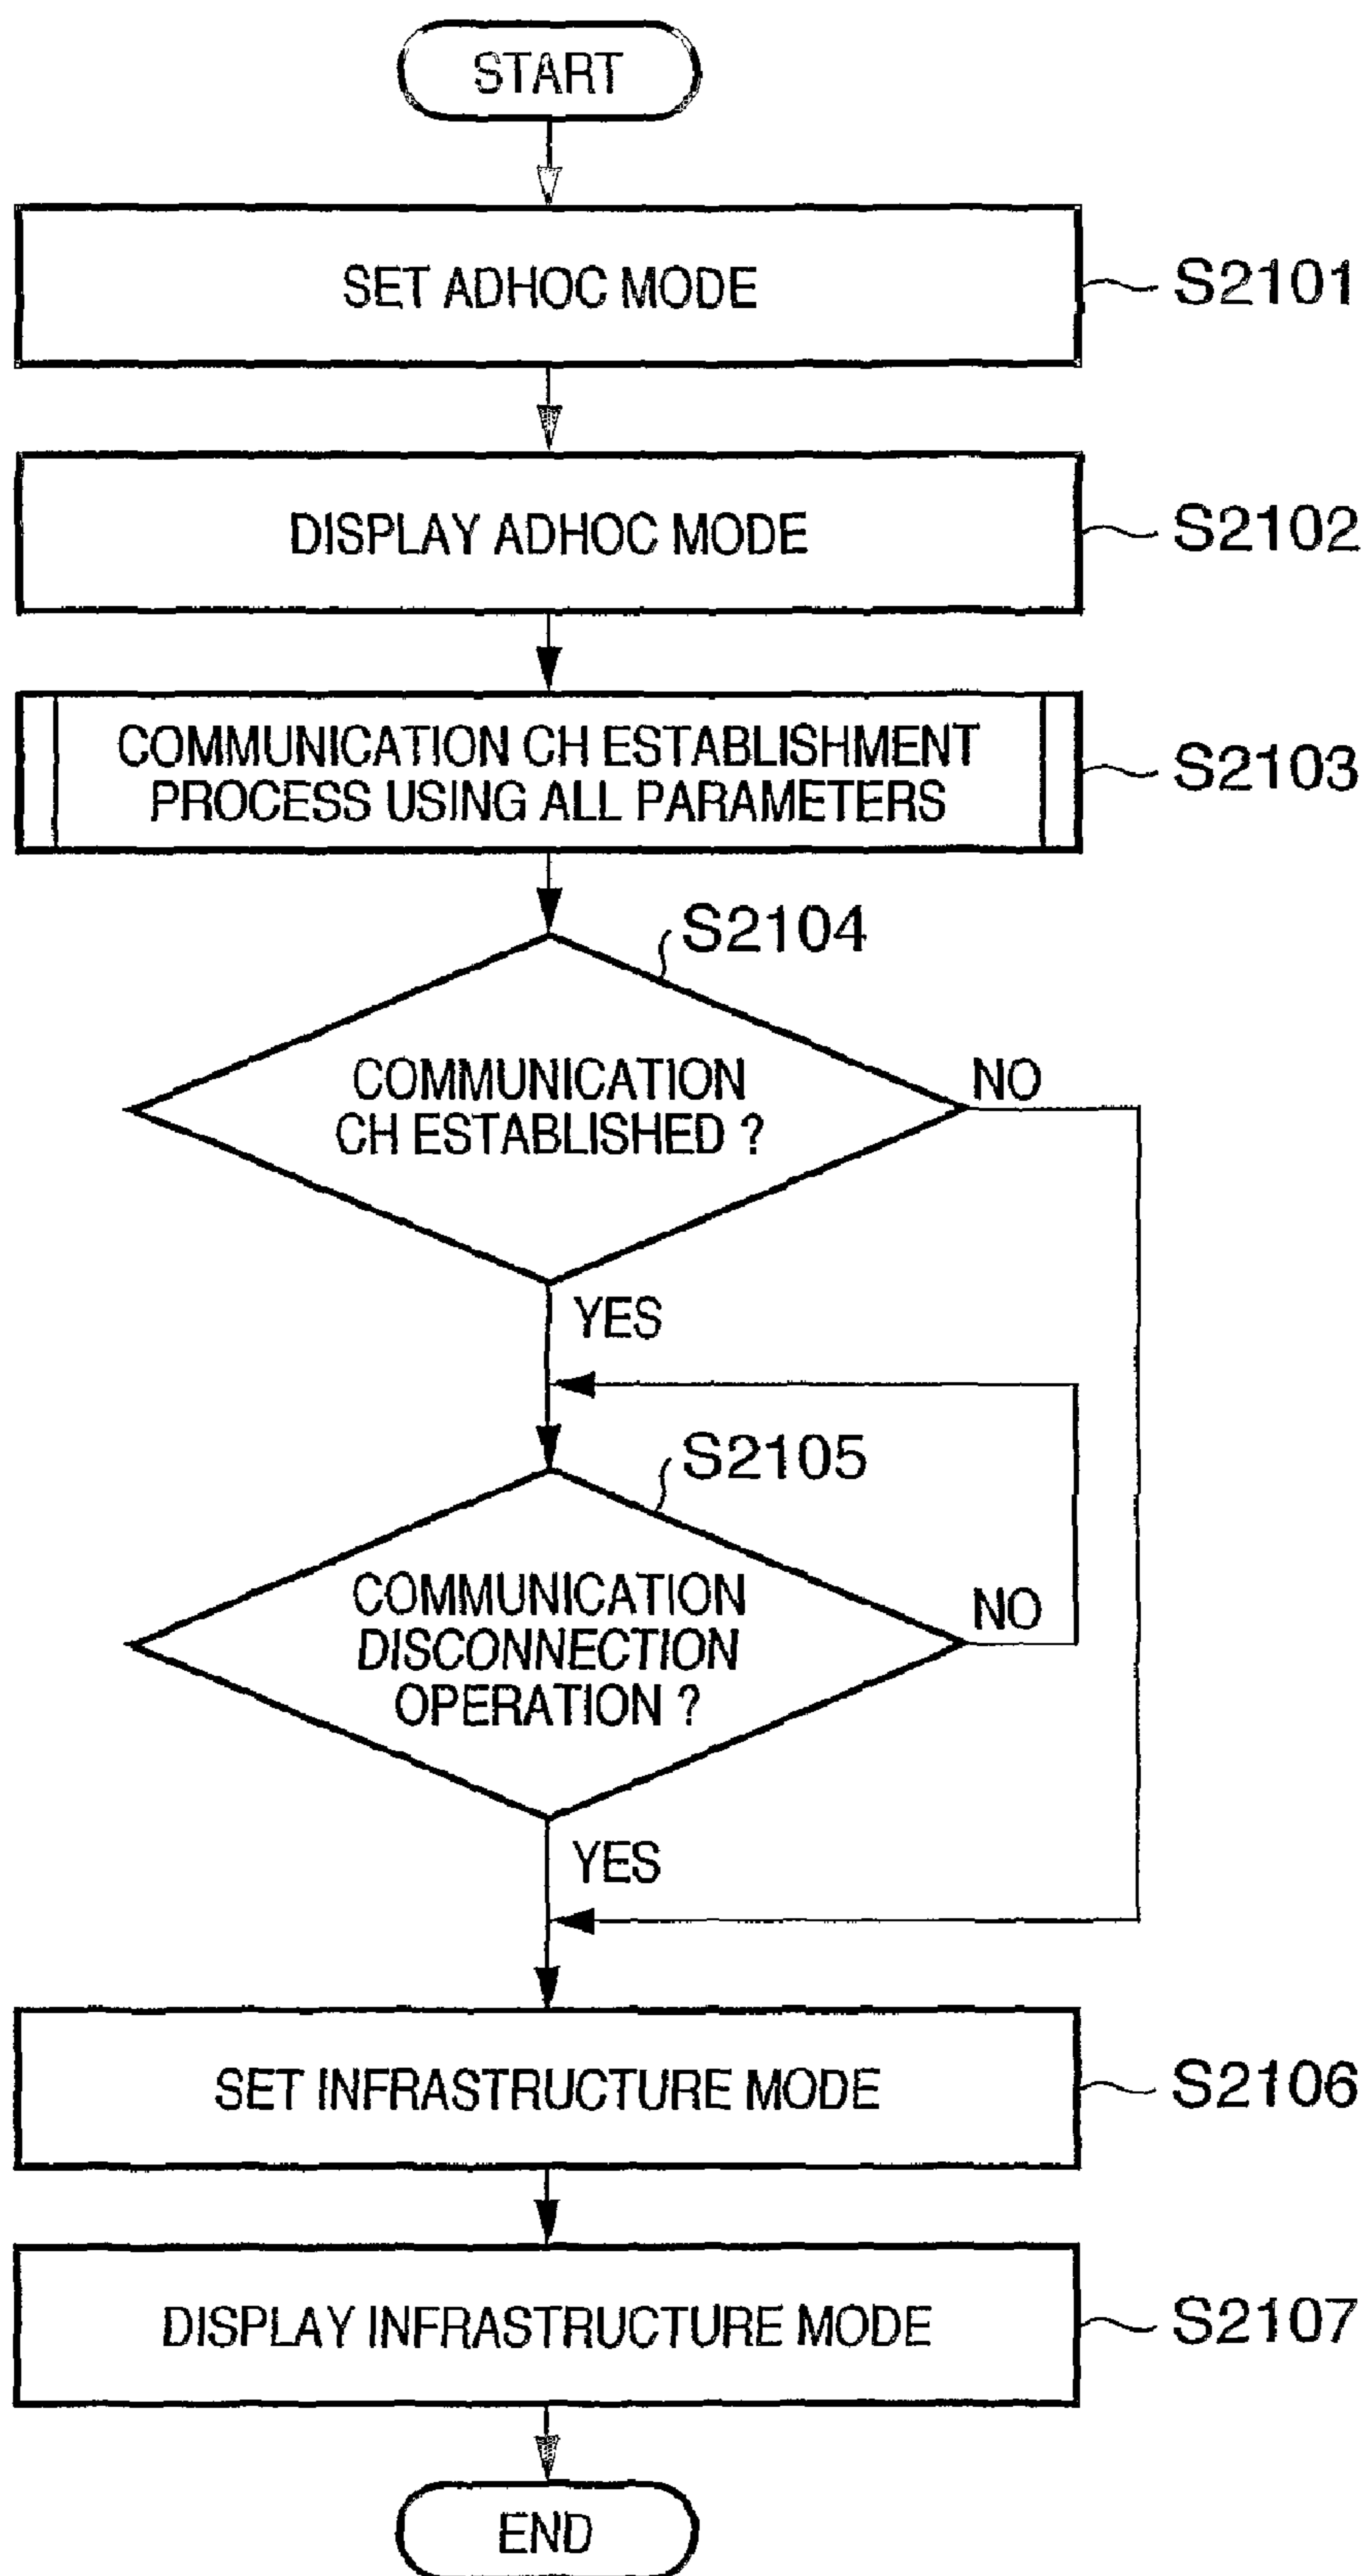 START
SET ADHOC MODE
S2101
DISPLAY ADHOC MODE
S2102
COMMUNICATION CH ESTABLISHMENT
PROCESS USING ALL PARAMETERS
S2103
S2104
COMMUNICATION
CH ESTABLISHED ?
NO
YES
S2105
COMMUNICATION
DISCONNECTION
OPERATION ?
NO
YES
SET INFRASTRUCTURE MODE
S2106
DISPLAY INFRASTRUCTURE MODE
S2107
END